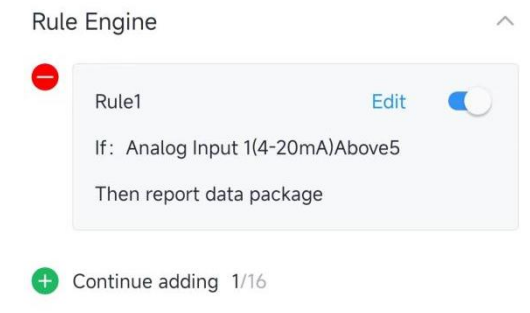 Rule Engine
Rule1 Edit
If: Analog Input 1(4-20mA)Above5
Then report data package
Continue adding 1/16